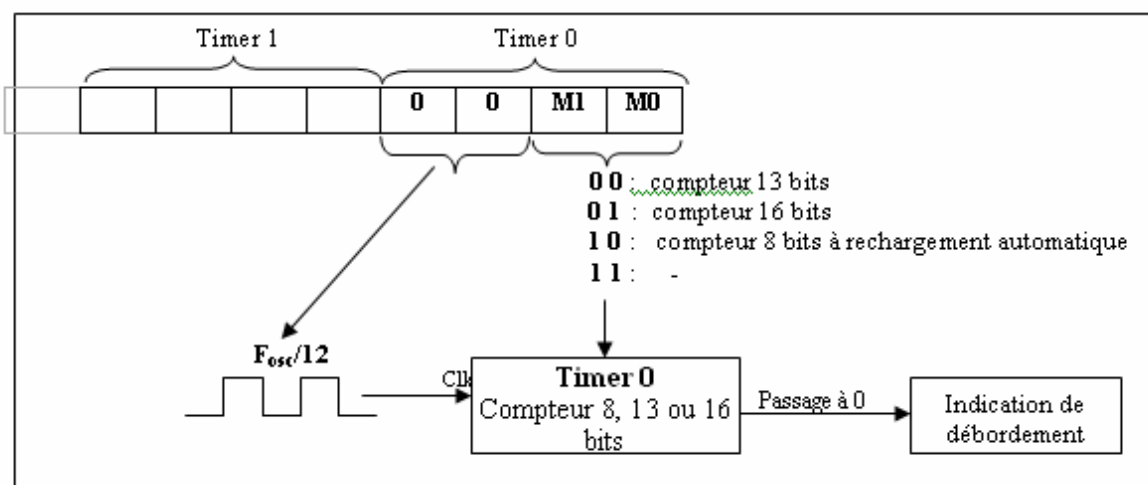 Timer 1 Timer 0
0 0 M1 M0
0 0 : compteur 13 bits
0 1 : compteur 16 bits
1 0 : compteur 8 bits à rechargement automatique
1 1 : -
Fosc/12
Clk
Timer 0
Compteur 8, 13 ou 16
bits
Passage à 0
Indication de
débordement